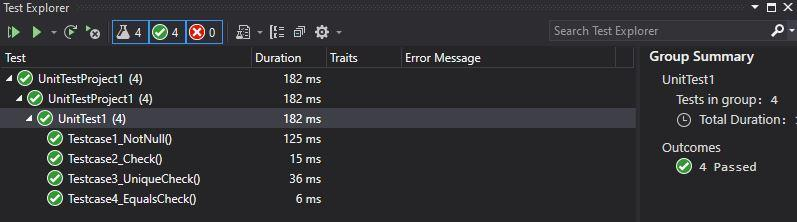 Test Explorer
4 4 0
Search Test Explorer
Test Duration Traits Error Message
UnitTestProject1 (4) 182 ms
UnitTestProject1 (4) 182 ms
UnitTest1 (4) 182 ms
Testcase1_NotNull() 125 ms
Testcase2_Check() 15 ms
Testcase3_UniqueCheck() 36 ms
Testcase4_EqualsCheck() 6 ms
Group Summary
UnitTest1
Tests in group: 4
Total Duration:
Outcomes
4 Passed